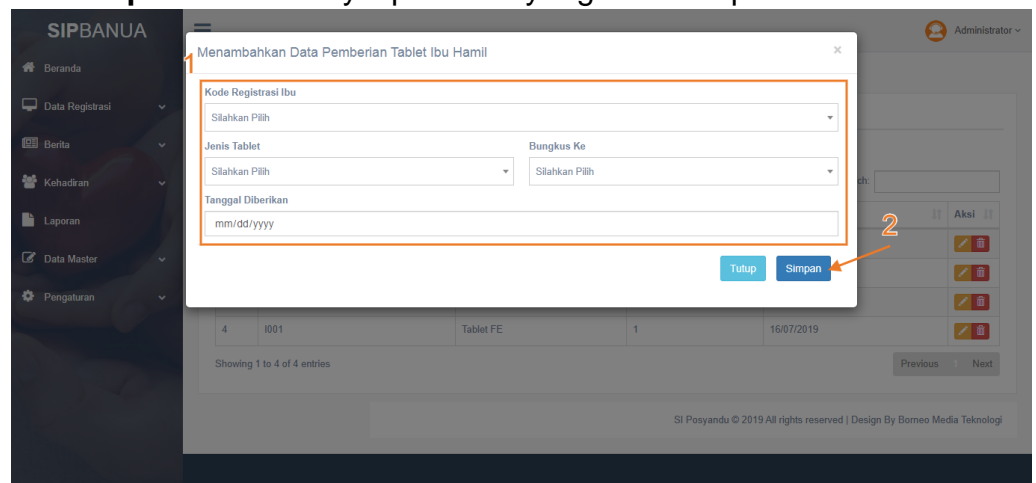 SIPBANUA
Administrator
Beranda
Data Registrasi
Berita
Kehadiran
Laporan
Data Master
Pengaturan
1
Menambahkan Data Pemberian Tablet Ibu Hamil
×
Kode Registrasi Ibu
Silahkan Pilih
Jenis Tablet Bungkus Ke
Silahkan Pilih Silahkan Pilih
Tanggal Diberikan
mm/dd/yyyy
Tutup Simpan
2
ch:
Aksi
4 I001 Tablet FE 1 16/07/2019
Showing 1 to 4 of 4 entries
Previous 1 Next
SI Posyandu © 2019 All rights reserved | Design By Borneo Media Teknologi